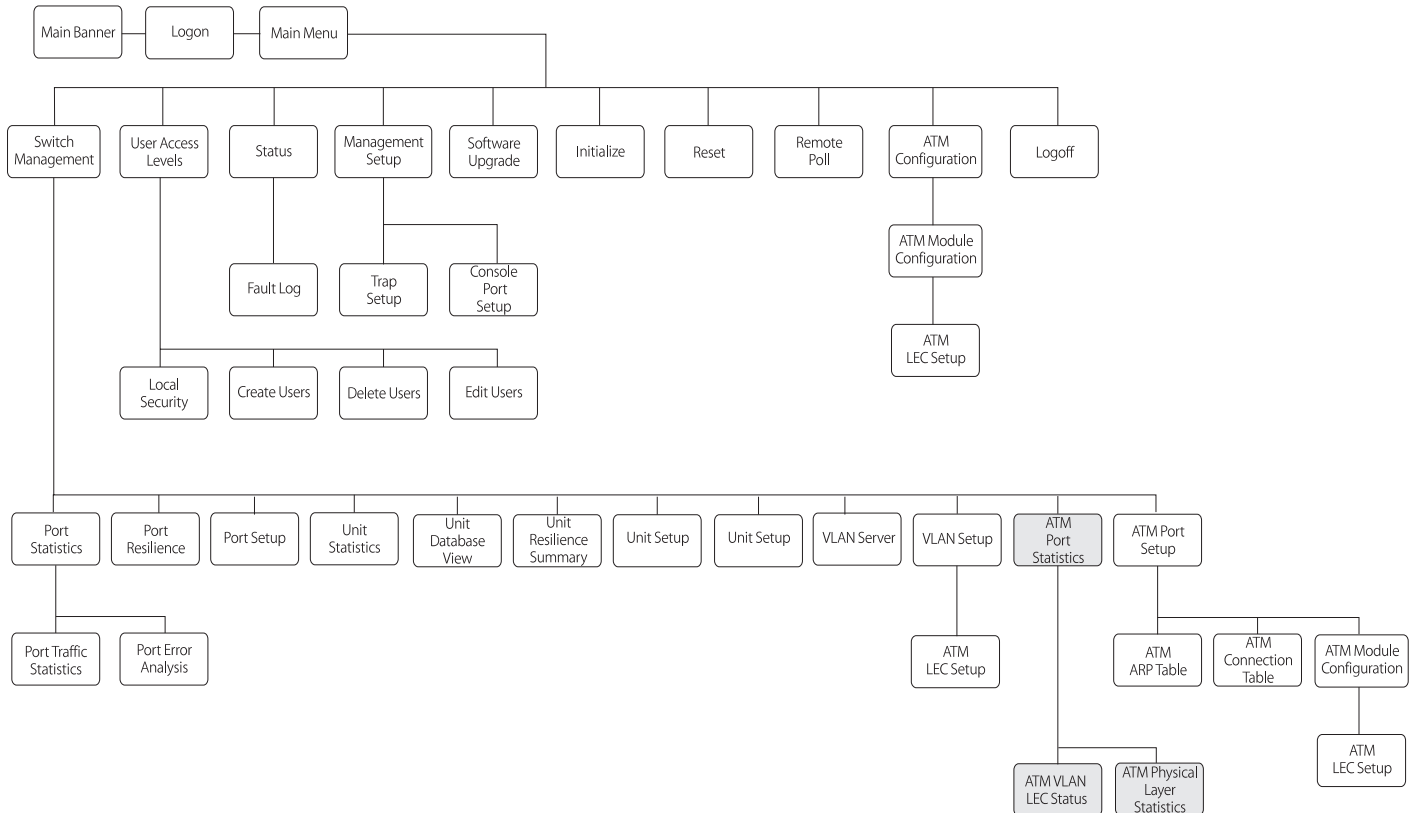 Main Banner
Logon
Main Menu
Switch
Management
User Access
Levels
Status
Management
Setup
Software
Upgrade
Initialize
Reset
Remote
Poll
ATM
Configuration
Logoff
ATM Module
Configuration
Fault Log
Trap
Setup
Console
Port
Setup
ATM
LEC Setup
Local
Security
Create Users
Delete Users
Edit Users
Port
Statistics
Port
Resilience
Port Setup
Unit
Statistics
Unit
Database
View
Unit
Resilience
Summary
Unit Setup
Unit Setup
VLAN Server
VLAN Setup
ATM
Port
Statistics
ATM Port
Setup
Port Traffic
Statistics
Port Error
Analysis
ATM
LEC Setup
ATM
ARP Table
ATM
Connection
Table
ATM Module
Configuration
ATM
LEC Setup
ATM VLAN
LEC Status
ATM Physical
Layer
Statistics